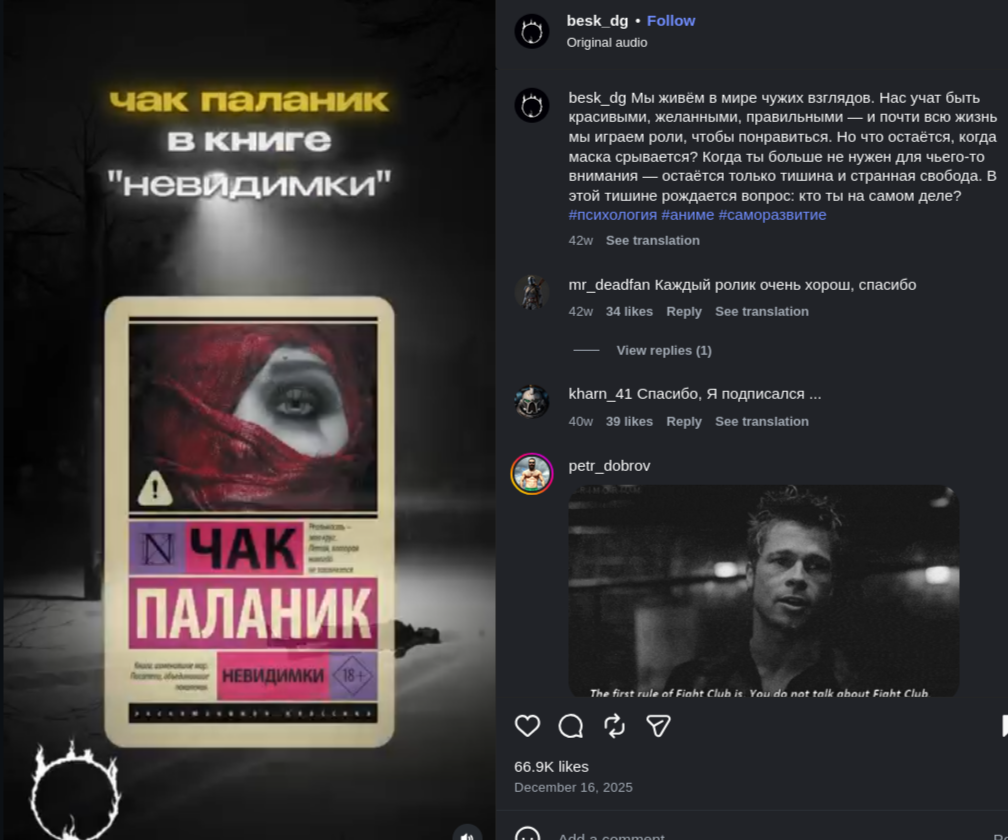 чак паланик
в книге
"невидимки"
N
ЧАК
ПАЛАНИК
Книги, изменившие мир.
Писатели, объединившие
поколения.
НЕВИДИМКИ
18+
besk_dg • Follow
Original audio
besk_dg Мы живём в мире чужих взглядов. Нас учат быть
красивыми, желанными, правильными — и почти всю жизнь
мы играем роли, чтобы понравиться. Но что остаётся, когда
маска срывается? Когда ты больше не нужен для чьего-то
внимания — остаётся только тишина и странная свобода. В
этой тишине рождается вопрос: кто ты на самом деле?
#психология #аниме #саморазвитие
42w See translation
mr_deadfan Каждый ролик очень хорош, спасибо
42w 34 likes Reply See translation
View replies (1)
kharn_41 Спасибо, Я подписался ...
40w 39 likes Reply See translation
petr_dobrov
The first rule of Fight Club is, You do not talk about Fight Club
66.9K likes
December 16, 2025
Add a comment